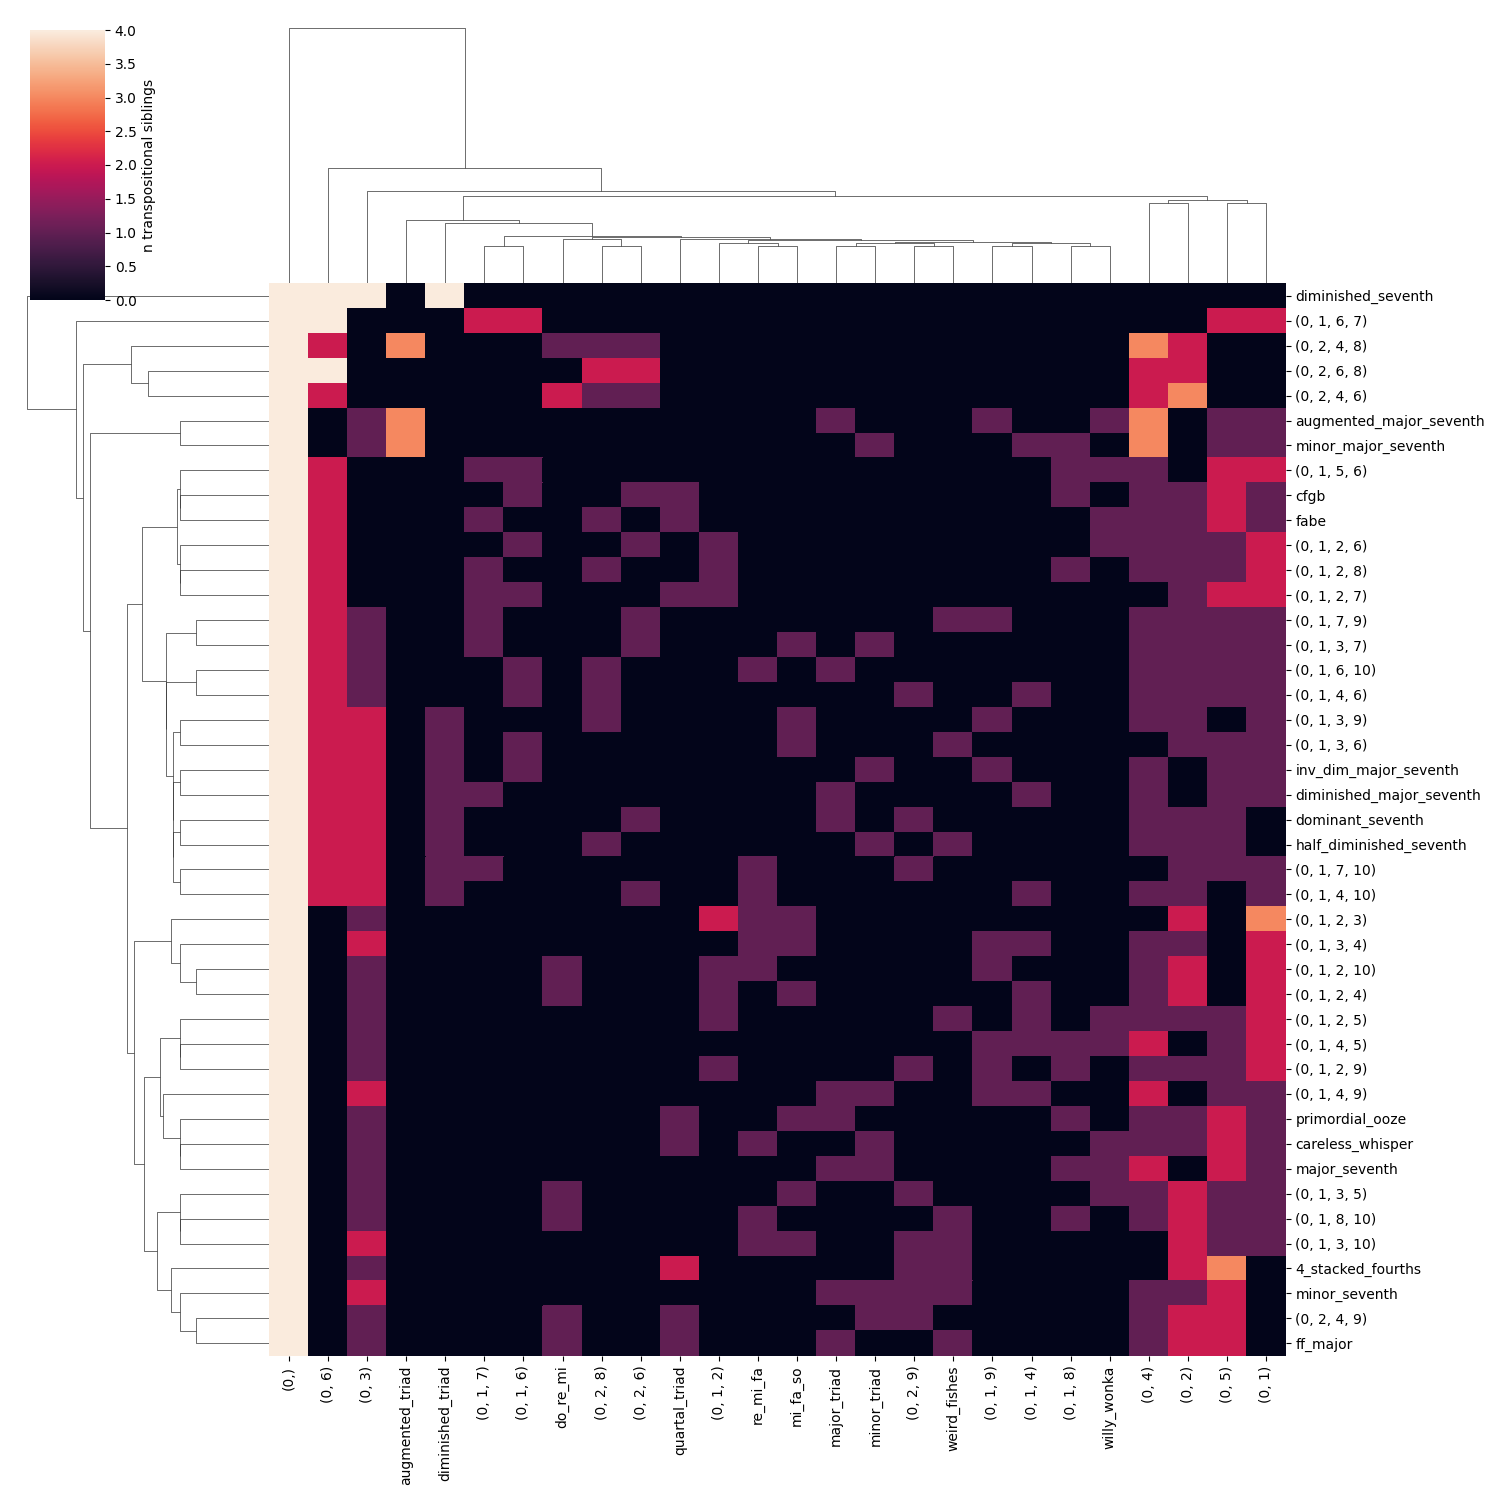 4.0
3.5
3.0
2.5
2.0
1.5
1.0
0.5
0.0
n transpositional siblings
diminished_seventh
(0, 1, 6, 7)
(0, 2, 4, 8)
(0, 2, 6, 8)
(0, 2, 4, 6)
augmented_major_seventh
minor_major_seventh
(0, 1, 5, 6)
cfgb
fabe
(0, 1, 2, 6)
(0, 1, 2, 8)
(0, 1, 2, 7)
(0, 1, 7, 9)
(0, 1, 3, 7)
(0, 1, 6, 10)
(0, 1, 4, 6)
(0, 1, 3, 9)
(0, 1, 3, 6)
inv_dim_major_seventh
diminished_major_seventh
dominant_seventh
half_diminished_seventh
(0, 1, 7, 10)
(0, 1, 4, 10)
(0, 1, 2, 3)
(0, 1, 3, 4)
(0, 1, 2, 10)
(0, 1, 2, 4)
(0, 1, 2, 5)
(0, 1, 4, 5)
(0, 1, 2, 9)
(0, 1, 4, 9)
primordial_ooze
careless_whisper
major_seventh
(0, 1, 3, 5)
(0, 1, 8, 10)
(0, 1, 3, 10)
4_stacked_fourths
minor_seventh
(0, 2, 4, 9)
ff_major
(0,)
(0, 6)
(0, 3)
augmented_triad
diminished_triad
(0, 1, 7)
(0, 1, 6)
do_re_mi
(0, 2, 8)
(0, 2, 6)
quartal_triad
(0, 1, 2)
re_mi_fa
mi_fa_so
major_triad
minor_triad
(0, 2, 9)
weird_fishes
(0, 1, 9)
(0, 1, 4)
(0, 1, 8)
willy_wonka
(0, 4)
(0, 2)
(0, 5)
(0, 1)